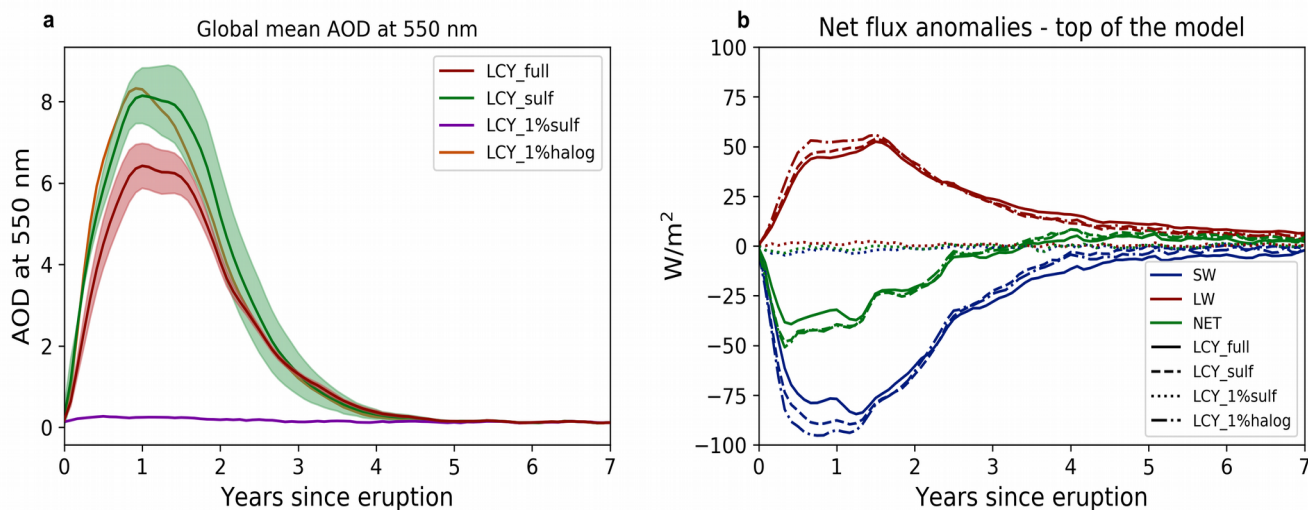 a
Global mean AOD at 550 nm
AOD at 550 nm
8
6
4
2
0
0 1 2 3 4 5 6 7
Years since eruption
LCY_full
LCY_sulf
LCY_1%sulf
LCY_1%halog
b
Net flux anomalies - top of the model
W/m²
100
75
50
25
0
−25
−50
−75
−100
0 1 2 3 4 5 6 7
Years since eruption
SW
LW
NET
LCY_full
LCY_sulf
LCY_1%sulf
LCY_1%halog